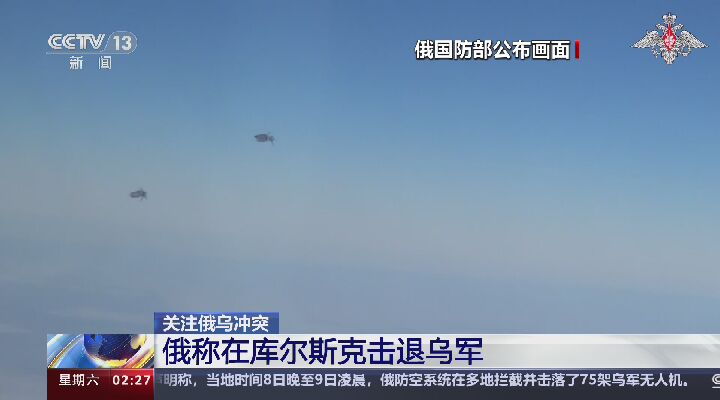 CCTV 13
新闻
俄国防部公布画面
关注俄乌冲突
俄称在库尔斯克击退乌军
星期六 02:27
明称，当地时间8日晚至9日凌晨，俄防空系统在多地拦截并击落了75架乌军无人机。